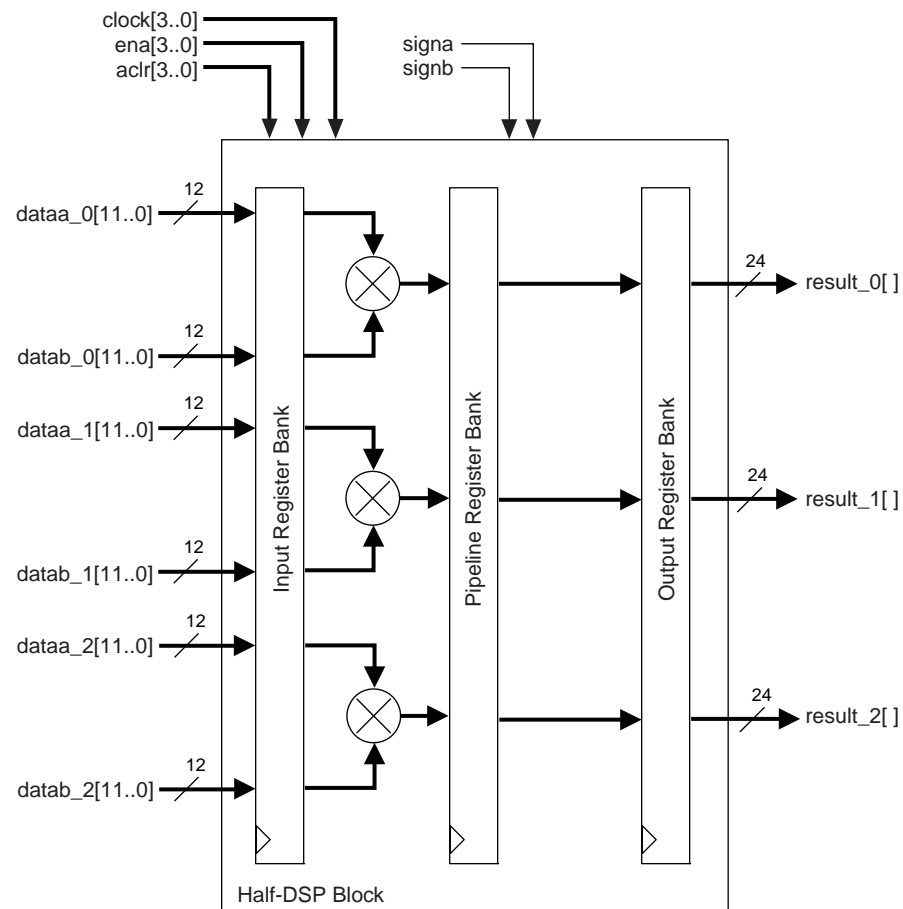 clock[3..0]
ena[3..0]
aclr[3..0]
signa
signb
12
dataa_0[11..0]
24
result_0[ ]
12
datab_0[11..0]
12
dataa_1[11..0]
24
result_1[ ]
12
datab_1[11..0]
12
dataa_2[11..0]
24
result_2[ ]
12
datab_2[11..0]
Input Register Bank
Pipeline Register Bank
Output Register Bank
Half-DSP Block